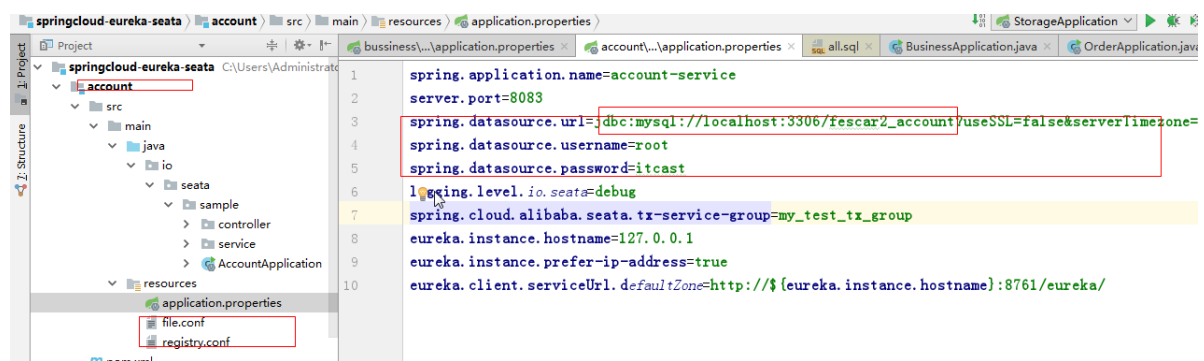 springcloud-eureka-seata account src main resources application.properties StorageApplication
Project
bussiness\...\application.properties account\...\application.properties all.sql BusinessApplication.java OrderApplication.java
1: Project
Z: Structure
springcloud-eureka-seata C:\Users\Administrat
account
src
main
java
io
seata
sample
controller
service
AccountApplication
resources
application.properties
file.conf
registry.conf
pom.xml
1 spring.application.name=account-service
2 server.port=8083
3 spring.datasource.url=jdbc:mysql://localhost:3306/fescar2_account?useSSL=false&serverTimezone=
4 spring.datasource.username=root
5 spring.datasource.password=itcast
6 logging.level.io.seata=debug
7 spring.cloud.alibaba.seata.tx-service-group=my_test_tx_group
8 eureka.instance.hostname=127.0.0.1
9 eureka.instance.prefer-ip-address=true
10 eureka.client.serviceUrl.defaultZone=http://${eureka.instance.hostname}:8761/eureka/